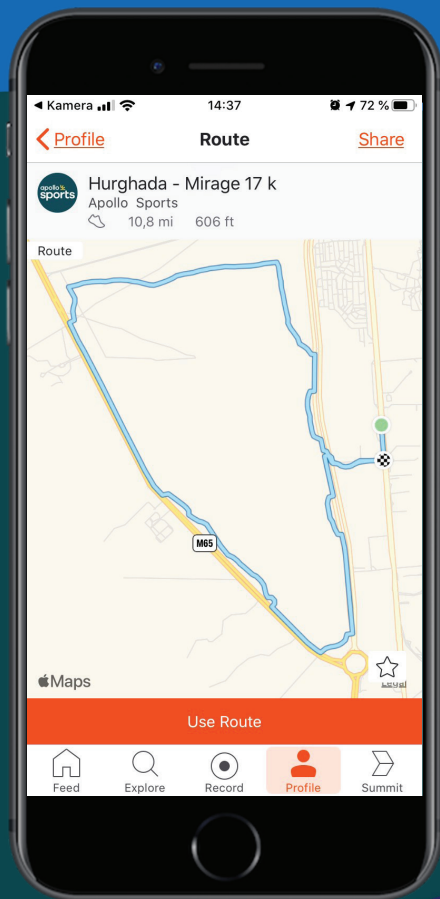 Kamera
14:37
72 %
Profile
Route
Share
apollo
sports
Hurghada - Mirage 17 k
Apollo Sports
10,8 mi 606 ft
Route
M65
Maps
Legal
Use Route
Feed
Explore
Record
Profile
Summit